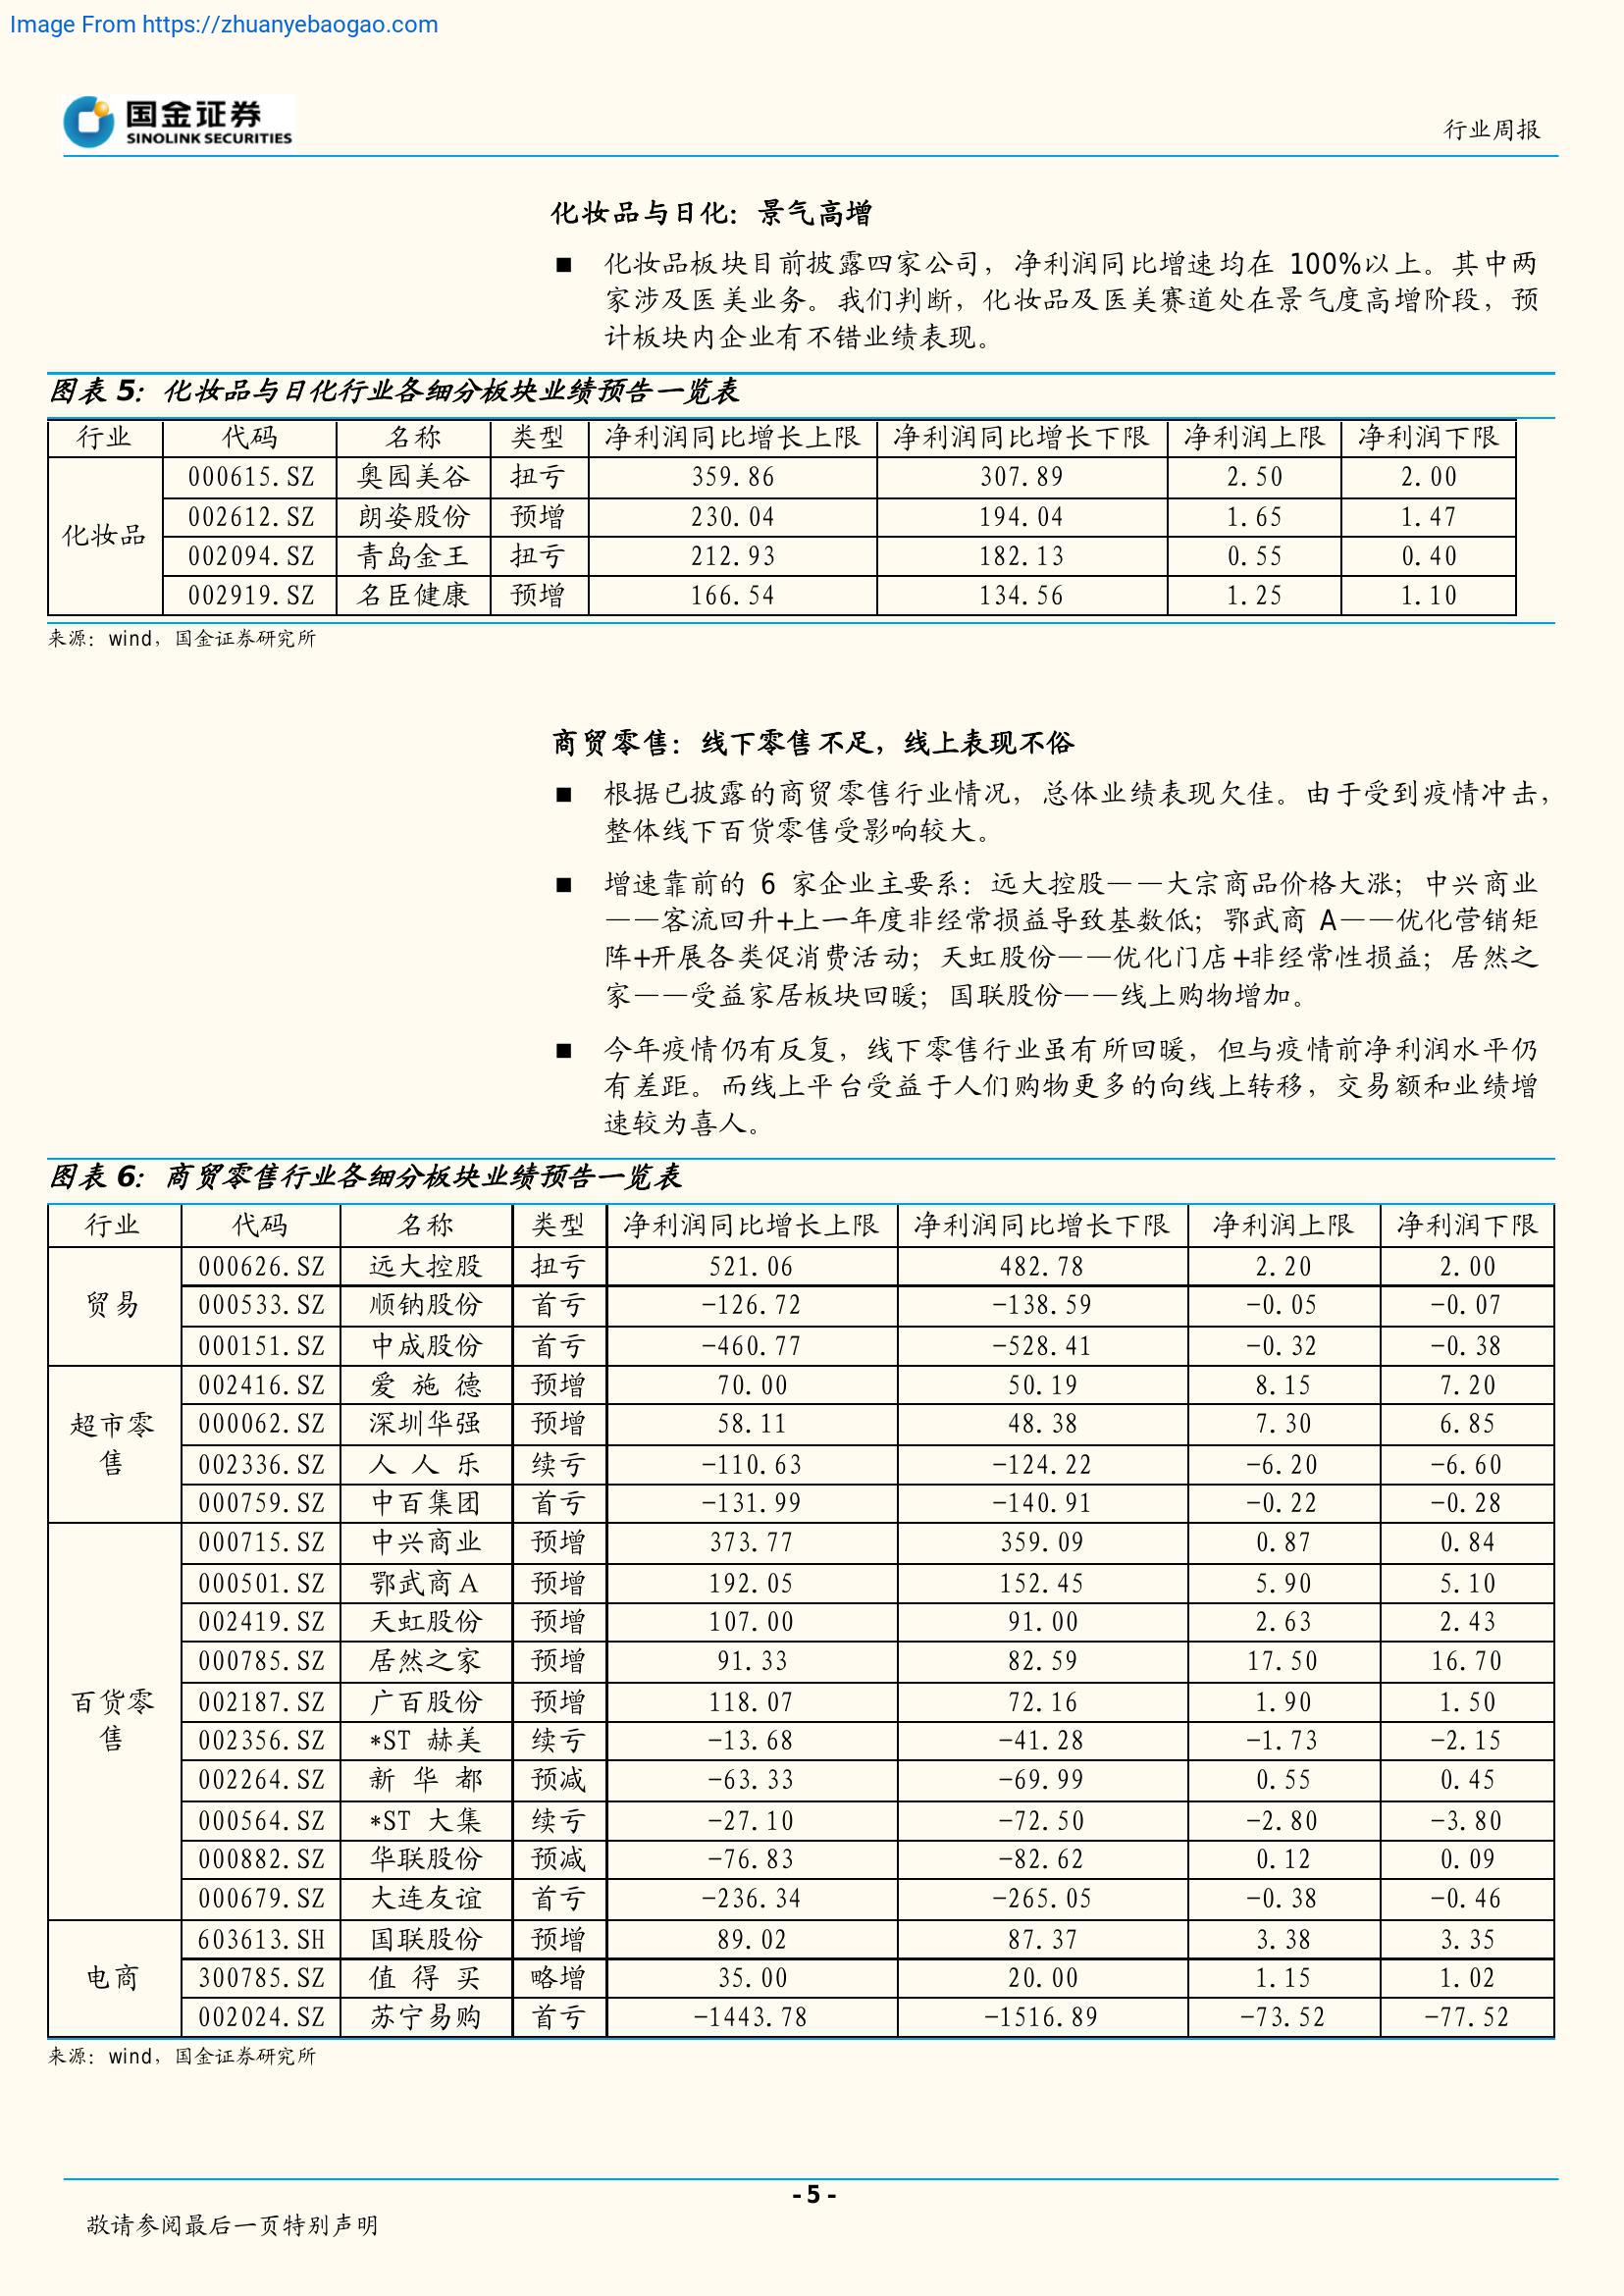 Image From https://zhuanyebaogao.com
国金证券
SINOLINK SECURITIES
行业周报
化妆品与日化：景气高增
■ 化妆品板块目前披露四家公司，净利润同比增速均在 100%以上。其中两
家涉及医美业务。我们判断，化妆品及医美赛道处在景气度高增阶段，预
计板块内企业有不错业绩表现。
图表 5：化妆品与日化行业各细分板块业绩预告一览表
行业 代码 名称 类型 净利润同比增长上限 净利润同比增长下限 净利润上限 净利润下限
化妆品
000615.SZ 奥园美谷 扭亏 359.86 307.89 2.50 2.00
002612.SZ 朗姿股份 预增 230.04 194.04 1.65 1.47
002094.SZ 青岛金王 扭亏 212.93 182.13 0.55 0.40
002919.SZ 名臣健康 预增 166.54 134.56 1.25 1.10
来源：wind，国金证券研究所
商贸零售：线下零售不足，线上表现不俗
■ 根据已披露的商贸零售行业情况，总体业绩表现欠佳。由于受到疫情冲击，
整体线下百货零售受影响较大。
■ 增速靠前的 6 家企业主要系：远大控股——大宗商品价格大涨；中兴商业
——客流回升+上一年度非经常损益导致基数低；鄂武商 A——优化营销矩
阵+开展各类促消费活动；天虹股份——优化门店+非经常性损益；居然之
家——受益家居板块回暖；国联股份——线上购物增加。
■ 今年疫情仍有反复，线下零售行业虽有所回暖，但与疫情前净利润水平仍
有差距。而线上平台受益于人们购物更多的向线上转移，交易额和业绩增
速较为喜人。
图表 6：商贸零售行业各细分板块业绩预告一览表
行业 代码 名称 类型 净利润同比增长上限 净利润同比增长下限 净利润上限 净利润下限
贸易
000626.SZ 远大控股 扭亏 521.06 482.78 2.20 2.00
000533.SZ 顺钠股份 首亏 -126.72 -138.59 -0.05 -0.07
000151.SZ 中成股份 首亏 -460.77 -528.41 -0.32 -0.38
超市零
售
002416.SZ 爱 施 德 预增 70.00 50.19 8.15 7.20
000062.SZ 深圳华强 预增 58.11 48.38 7.30 6.85
002336.SZ 人 人 乐 续亏 -110.63 -124.22 -6.20 -6.60
000759.SZ 中百集团 首亏 -131.99 -140.91 -0.22 -0.28
百货零
售
000715.SZ 中兴商业 预增 373.77 359.09 0.87 0.84
000501.SZ 鄂武商A 预增 192.05 152.45 5.90 5.10
002419.SZ 天虹股份 预增 107.00 91.00 2.63 2.43
000785.SZ 居然之家 预增 91.33 82.59 17.50 16.70
002187.SZ 广百股份 预增 118.07 72.16 1.90 1.50
002356.SZ *ST 赫美 续亏 -13.68 -41.28 -1.73 -2.15
002264.SZ 新 华 都 预减 -63.33 -69.99 0.55 0.45
000564.SZ *ST 大集 续亏 -27.10 -72.50 -2.80 -3.80
000882.SZ 华联股份 预减 -76.83 -82.62 0.12 0.09
000679.SZ 大连友谊 首亏 -236.34 -265.05 -0.38 -0.46
电商
603613.SH 国联股份 预增 89.02 87.37 3.38 3.35
300785.SZ 值 得 买 略增 35.00 20.00 1.15 1.02
002024.SZ 苏宁易购 首亏 -1443.78 -1516.89 -73.52 -77.52
来源：wind，国金证券研究所
- 5 -
敬请参阅最后一页特别声明